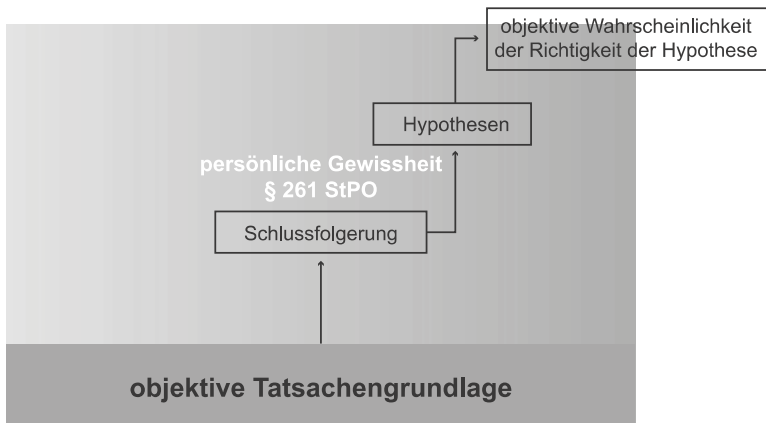 objektive Wahrscheinlichkeit
der Richtigkeit der Hypothese
Hypothesen
persönliche Gewissheit
§ 261 StPO
Schlussfolgerung
objektive Tatsachengrundlage